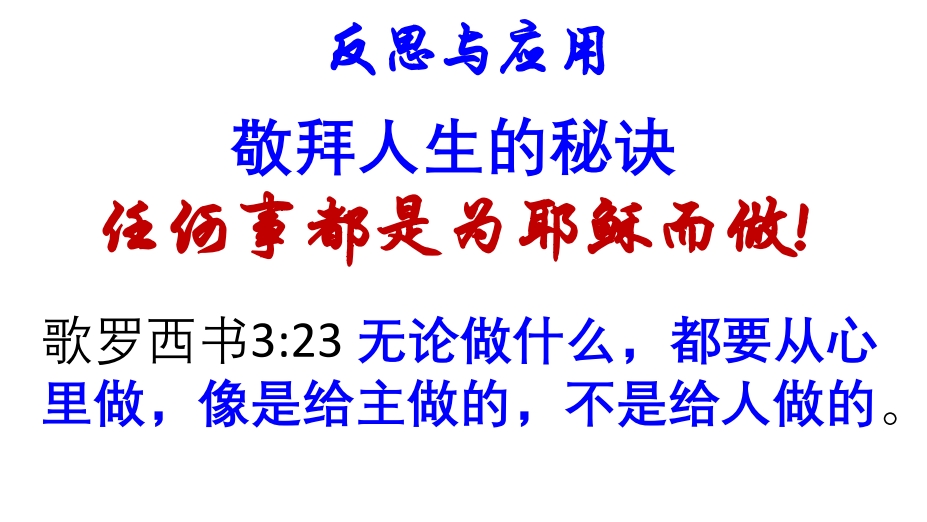 反思与应用
敬拜人生的秘诀
任何事都是为耶稣而做!
歌罗西书3:23 无论做什么，都要从心
里做，像是给主做的，不是给人做的。